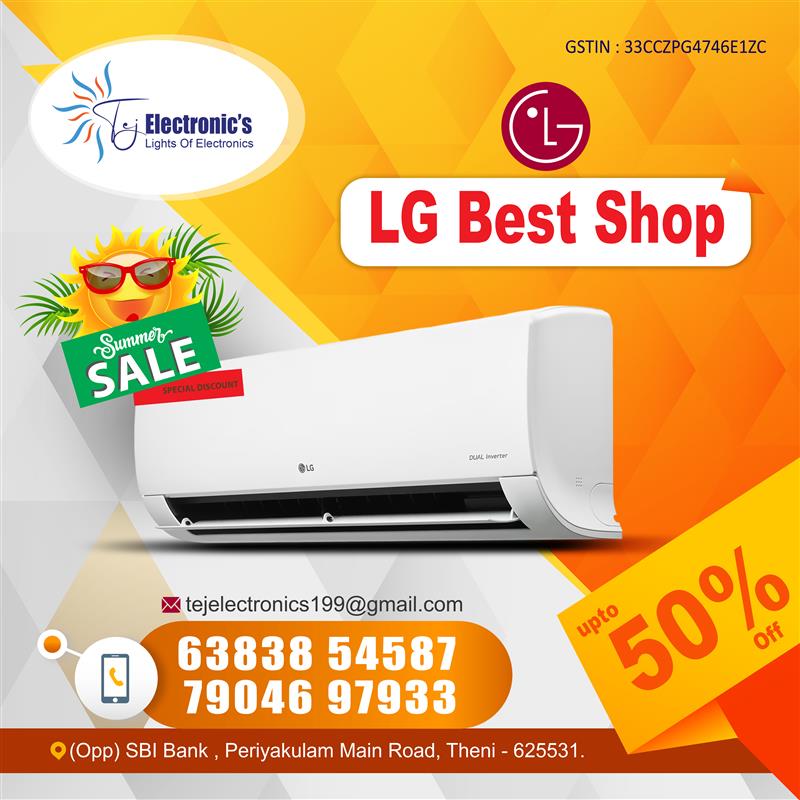 GSTIN : 33CCZPG4746E1ZC
Tej Electronic's
Lights Of Electronics
LG
LG Best Shop
Summer
SALE
SPECIAL DISCOUNT
LG
DUAL Inverter
upto
50%
Off
tejelectronics199@gmail.com
63838 54587
79046 97933
(Opp) SBI Bank , Periyakulam Main Road, Theni - 625531.